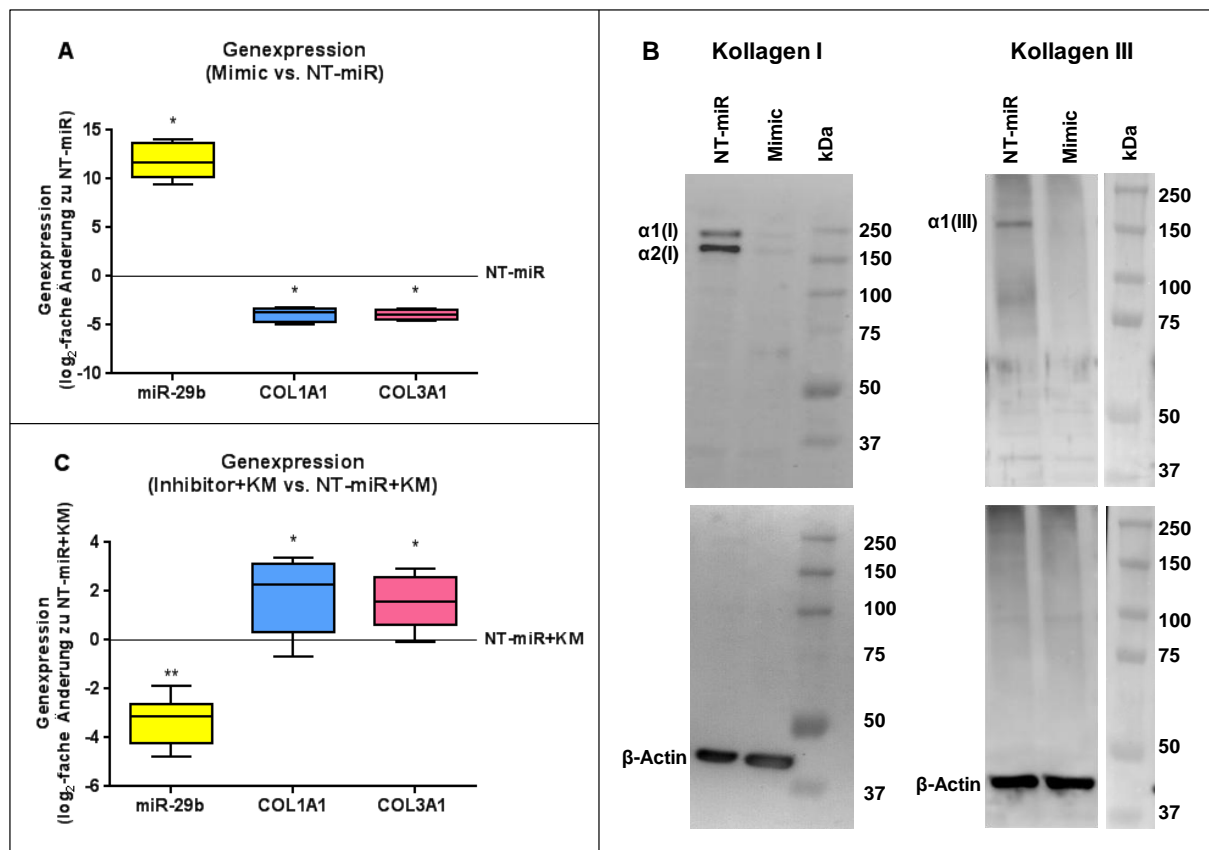 A
Genexpression
(Mimic vs. NT-miR)
Genexpression
(log2-fache Änderung zu NT-miR)
15
10
5
0
-5
-10
*
*
*
NT-miR
miR-29b
COL1A1
COL3A1
B
Kollagen I
Kollagen III
NT-miR
Mimic
kDa
NT-miR
Mimic
kDa
α1(I)
α2(I)
250
150
100
75
50
37
α1(III)
250
150
100
75
50
37
β-Actin
250
150
100
75
50
37
β-Actin
250
150
100
75
50
37
C
Genexpression
(Inhibitor+KM vs. NT-miR+KM)
Genexpression
(log2-fache Änderung zu NT-miR+KM)
4
2
0
-2
-4
-6
**
*
*
NT-miR+KM
miR-29b
COL1A1
COL3A1